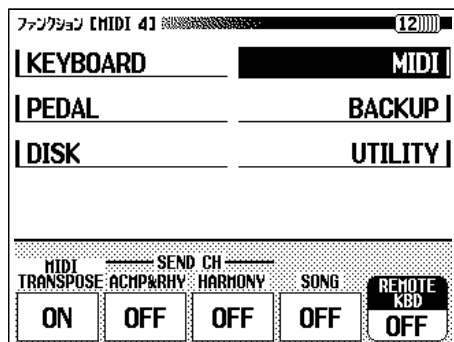 ファンクション [MIDI 4] 12
KEYBOARD MIDI
PEDAL BACKUP
DISK UTILITY
MIDI TRANSPOSE
SEND CH
ACMP&RHY HARMONY SONG
REMOTE KBD
ON OFF OFF OFF OFF